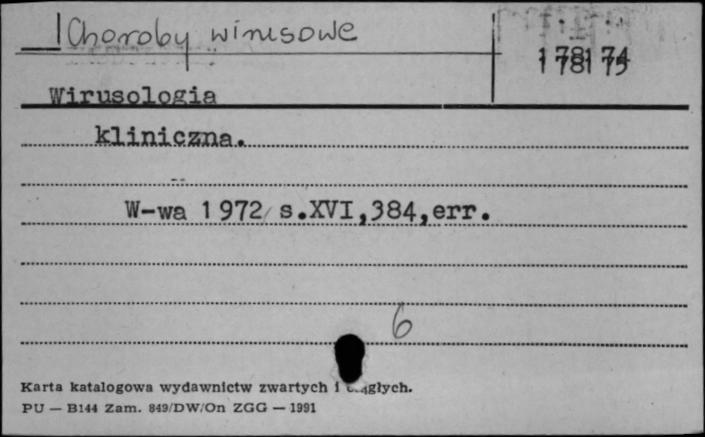 Choroby wirusowe
178174
178175
Wirusologia
kliniczna.
W-wa 1972 s.XVI,384,err.
6
Karta katalogowa wydawnictw zwartych i
PU — B144 Zam. 849/DW/On ZGG — 1991